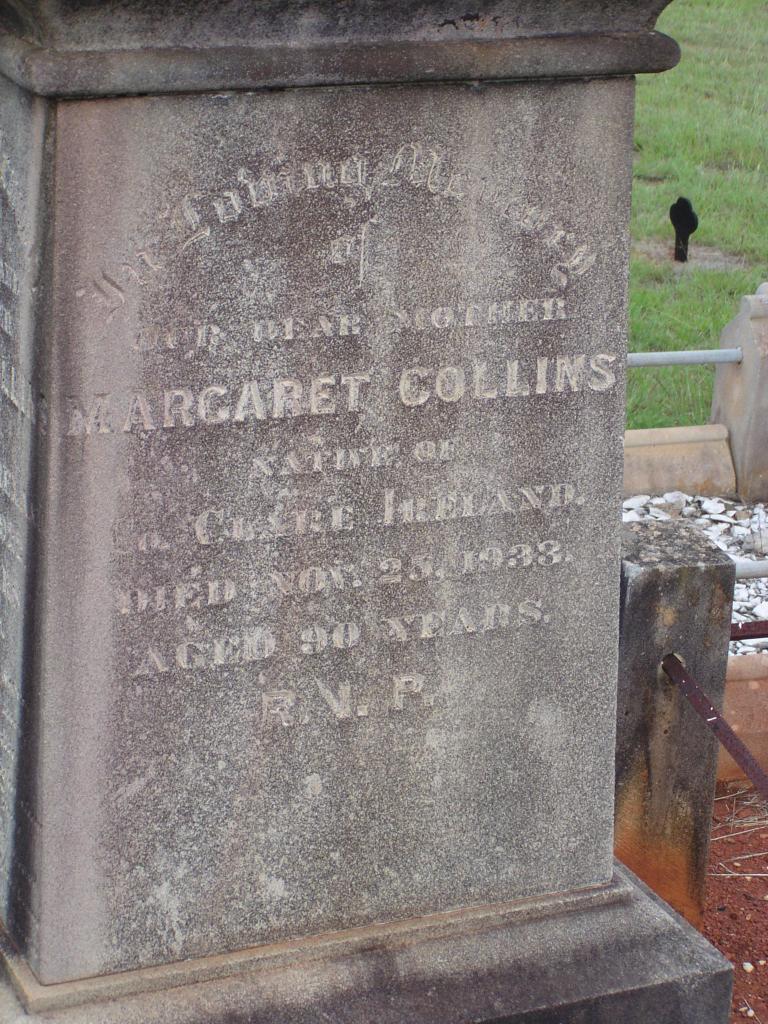 In Loving Memory
of
OUR DEAR MOTHER
MARGARET COLLINS
NATIVE OF
Co. CLARE IRELAND.
DIED NOV. 25, 1933.
AGED 90 YEARS.
R.I.P.